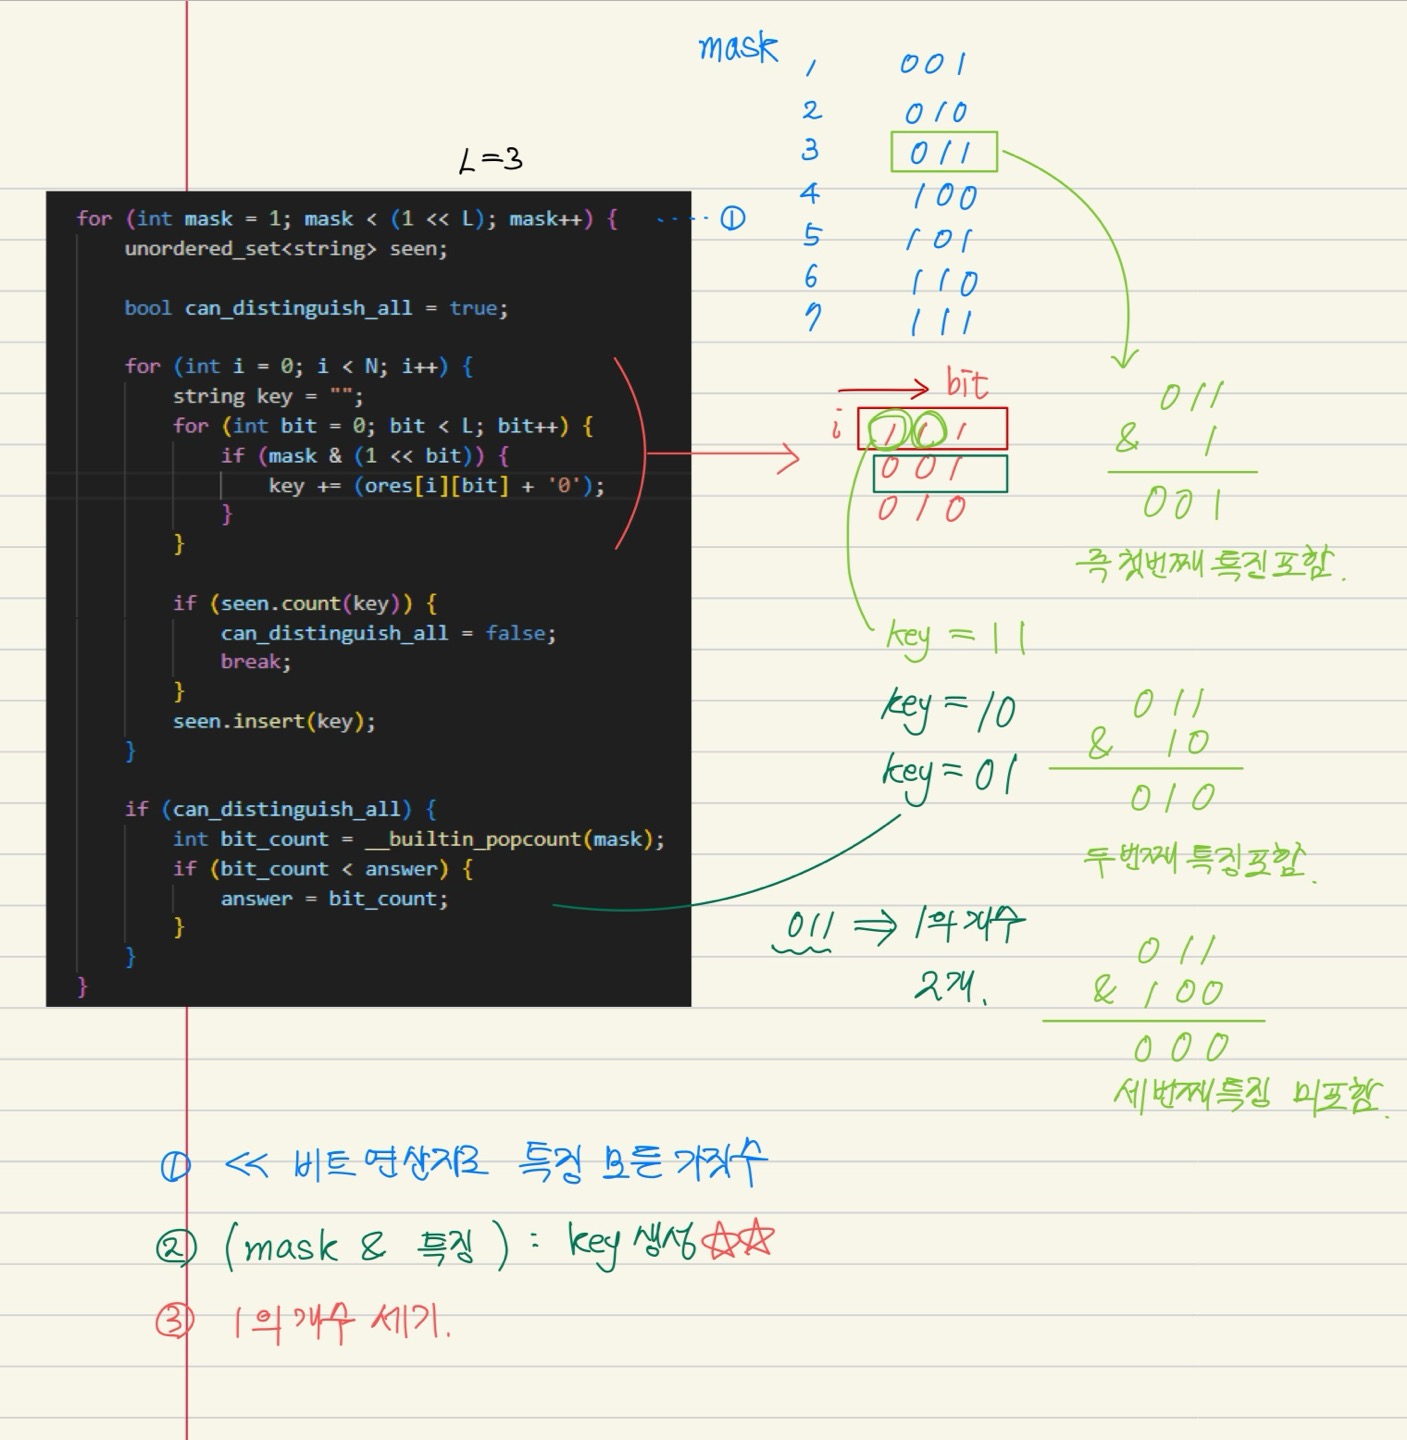 L=3
for (int mask = 1; mask < (1 << L); mask++) {
unordered_set<string> seen;
bool can_distinguish_all = true;
for (int i = 0; i < N; i++) {
string key = "";
for (int bit = 0; bit < L; bit++) {
if (mask & (1 << bit)) {
key += (ores[i][bit] + '0');
}
}
if (seen.count(key)) {
can_distinguish_all = false;
break;
}
seen.insert(key);
}
if (can_distinguish_all) {
int bit_count = __builtin_popcount(mask);
if (bit_count < answer) {
answer = bit_count;
}
}
}
①
mask
1 001
2 010
3 011
4 100
5 101
6 110
7 111
bit
i
001
010
key = 11
key = 10
key = 01
011 ⇒ 1의 개수
2개.
011
& 1
001
즉 첫번째 특징포함.
011
& 10
010
두번째 특징포함.
011
& 100
000
세번째특징 미포함.
① << 비트 연산자로 특징 모든 가짓수
② (mask & 특징) : key 생성 ☆☆
③ 1의개수 세기.